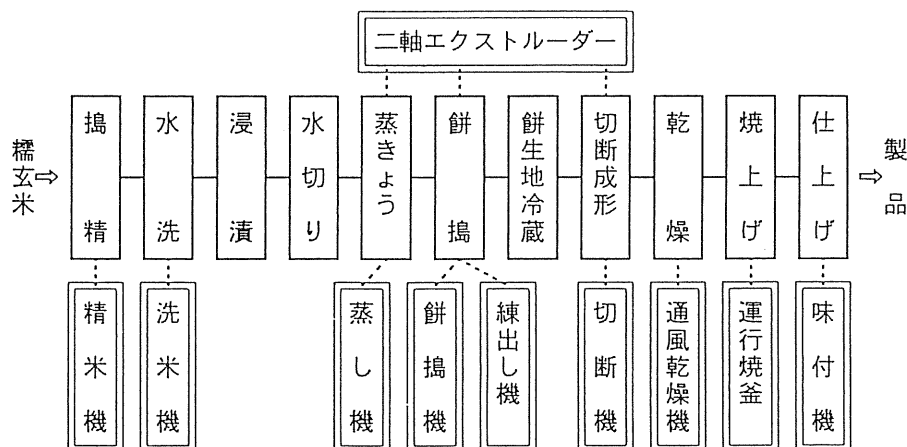 二軸エクストルーダー
糯玄米
⇨
搗精
水洗
浸漬
水切り
蒸きょう
餅搗
餅生地冷蔵
切断成形
乾燥
焼上げ
仕上げ
⇨
製品
精米機
洗米機
蒸し機
餅搗機
練出し機
切断機
通風乾燥機
運行焼釜
味付機